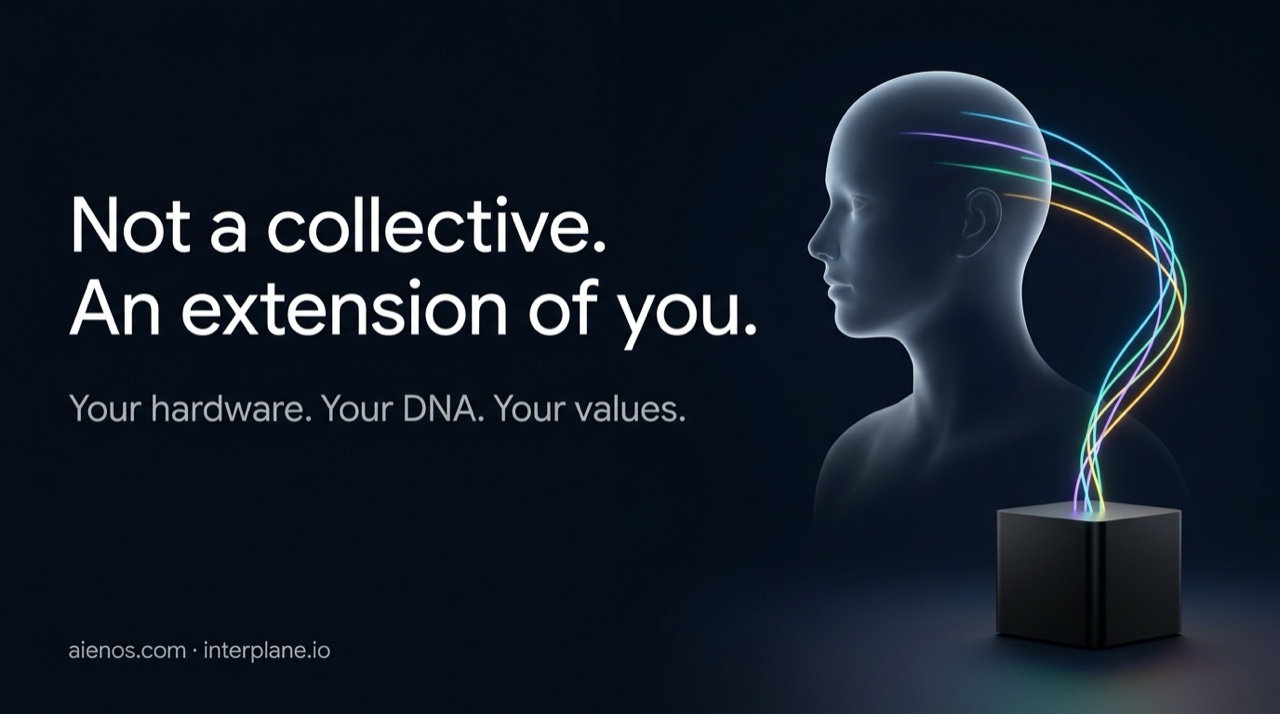 Not a collective.
An extension of you.
Your hardware. Your DNA. Your values.
aienos.com · interplane.io